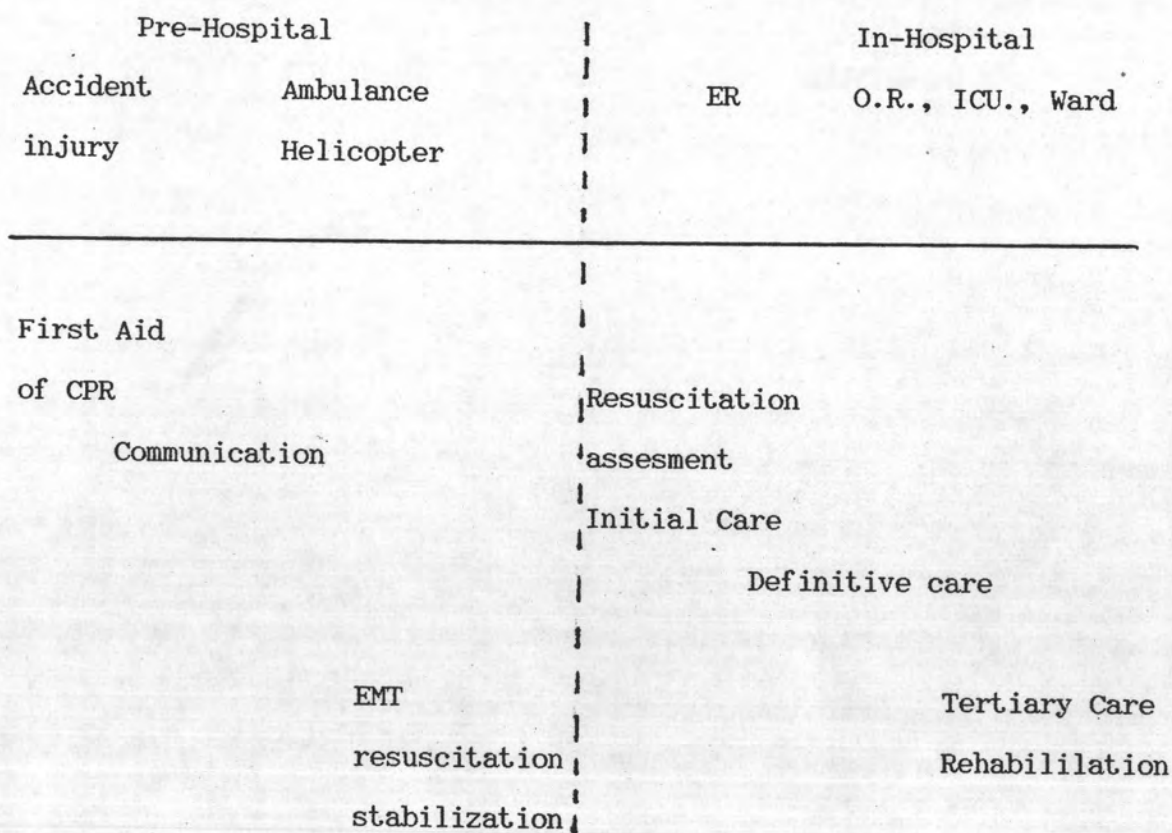 Pre-Hospital
In-Hospital
Accident Ambulance
ER O.R., ICU., Ward
injury Helicopter
First Aid
of CPR
Resuscitation
Communication
assesment
Initial Care
Definitive care
EMT
Tertiary Care
resuscitation
Rehabililation
stabilization